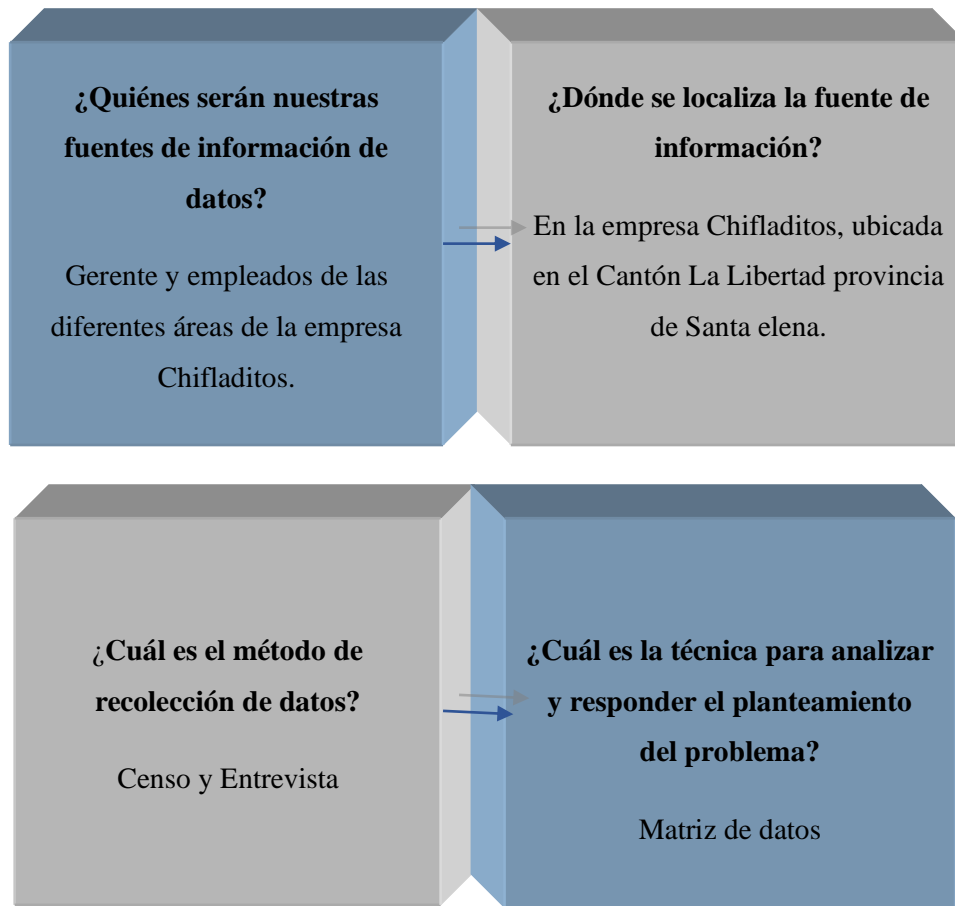 ¿Quiénes serán nuestras
fuentes de información de
datos?
Gerente y empleados de las
diferentes áreas de la empresa
Chifladitos.
¿Dónde se localiza la fuente de
información?
En la empresa Chifladitos, ubicada
en el Cantón La Libertad provincia
de Santa elena.
¿Cuál es el método de
recolección de datos?
Censo y Entrevista
¿Cuál es la técnica para analizar
y responder el planteamiento
del problema?
Matriz de datos